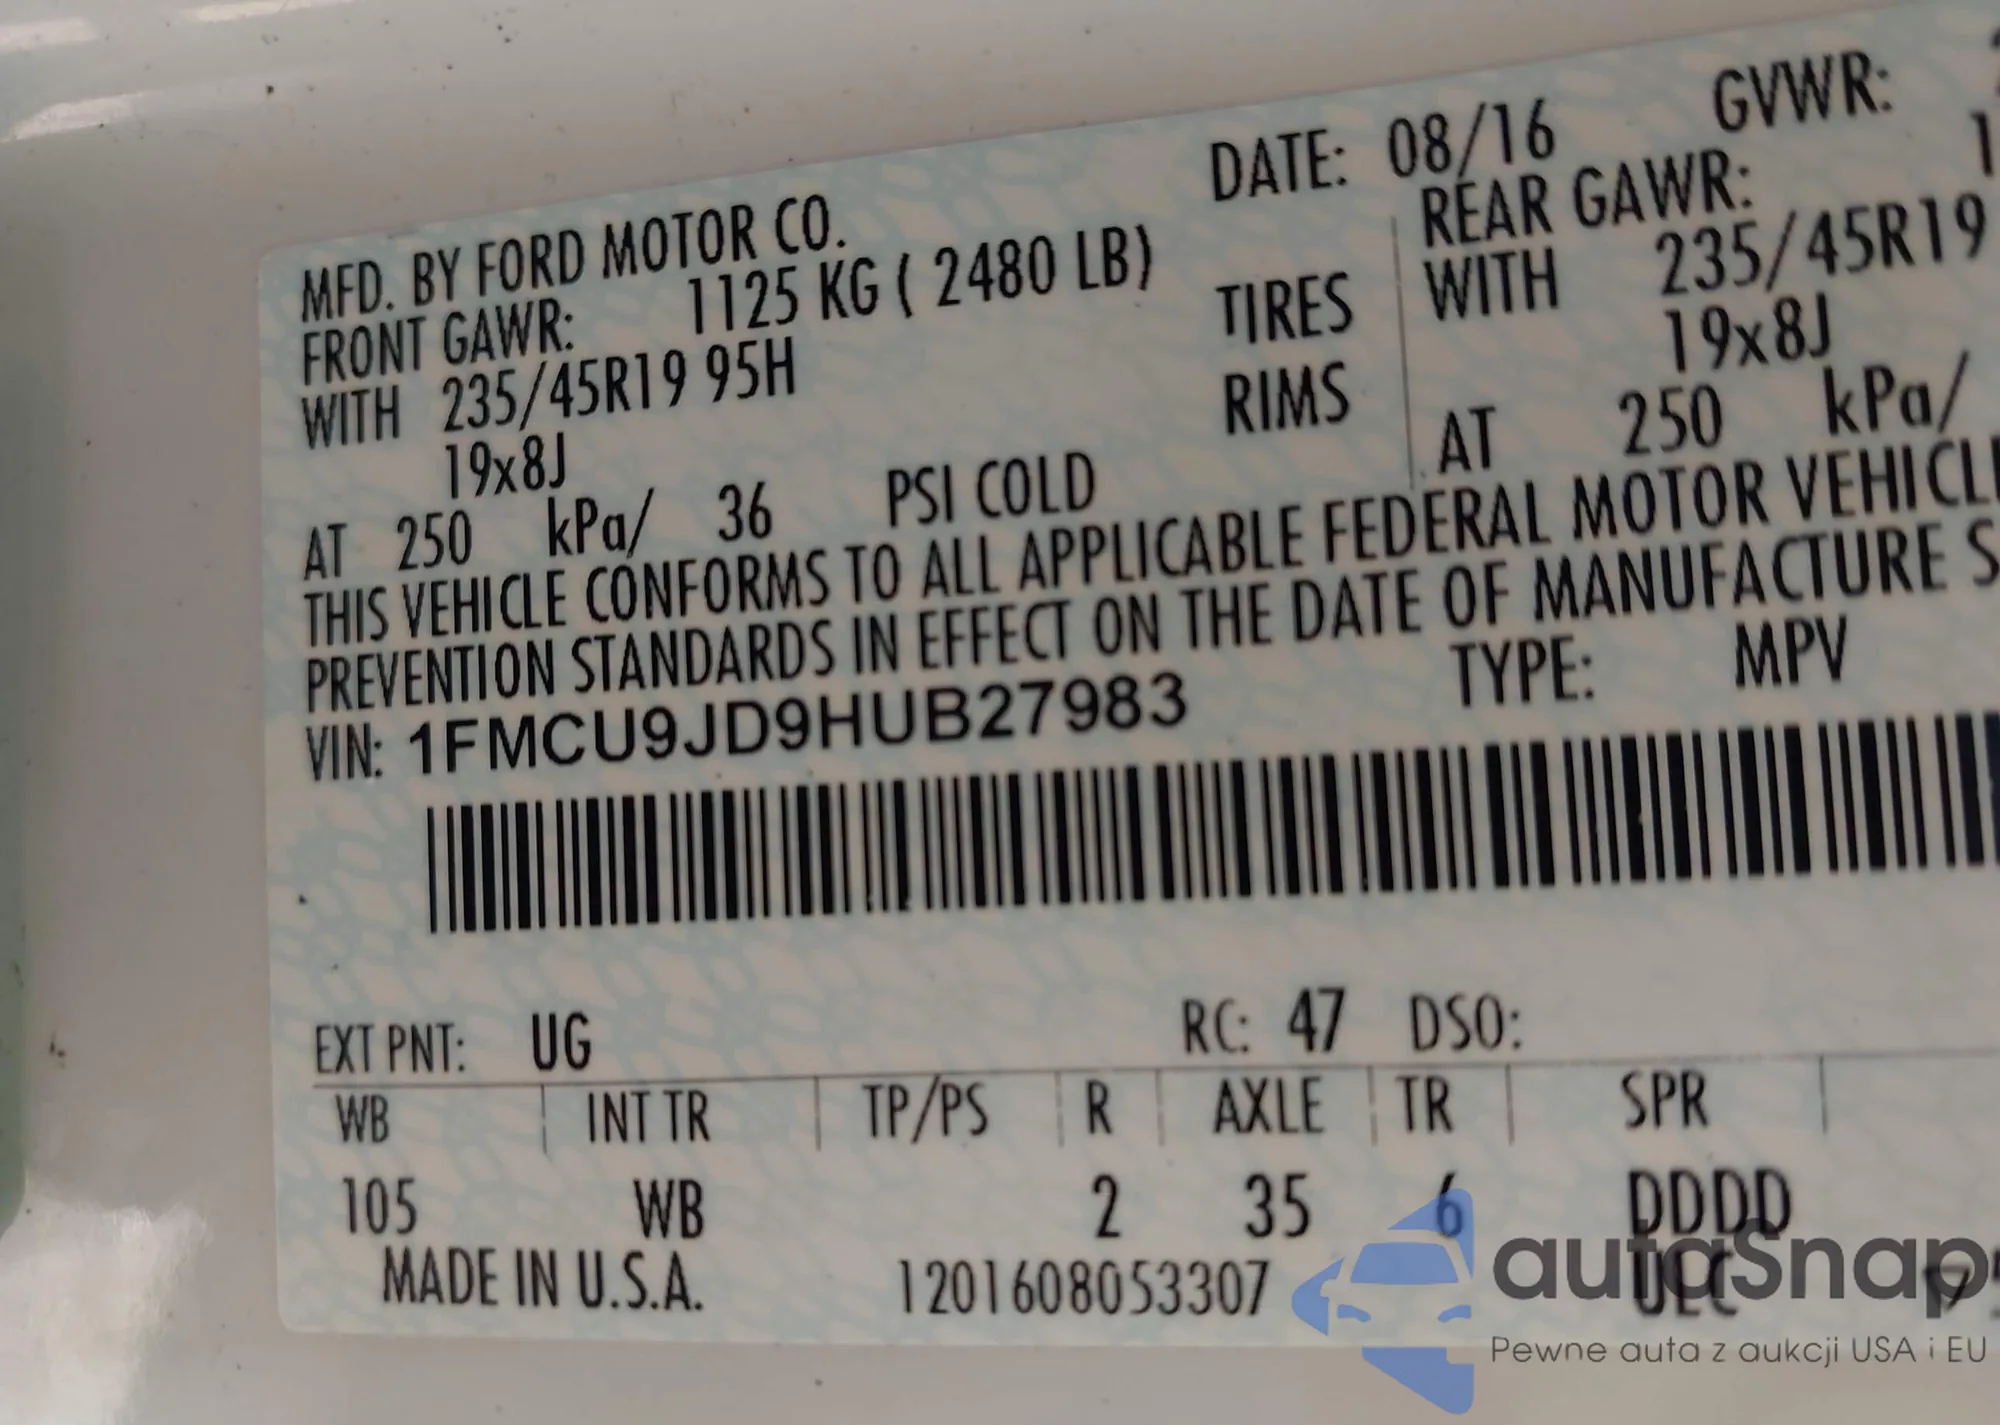 MFD. BY FORD MOTOR CO. DATE: 08/16 GVWR:
FRONT GAWR: 1125 KG ( 2480 LB) REAR GAWR:
WITH 235/45R19 95H TIRES WITH 235/45R19
19x8J RIMS 19x8J
AT 250 kPa/ 36 PSI COLD AT 250 kPa/
THIS VEHICLE CONFORMS TO ALL APPLICABLE FEDERAL MOTOR
PREVENTION STANDARDS IN EFFECT ON THE DATE OF MANUFACTURE
VIN: 1FMCU9JD9HUB27983 TYPE: MPV
EXT PNT: UG RC: 47 DSO:
WB INT TR TP/PS R AXLE TR SPR
105 WB 2 35 6 DDDD
MADE IN U.S.A. 1201608053307
autaSnap
Pewne auta z aukcji USA i EU